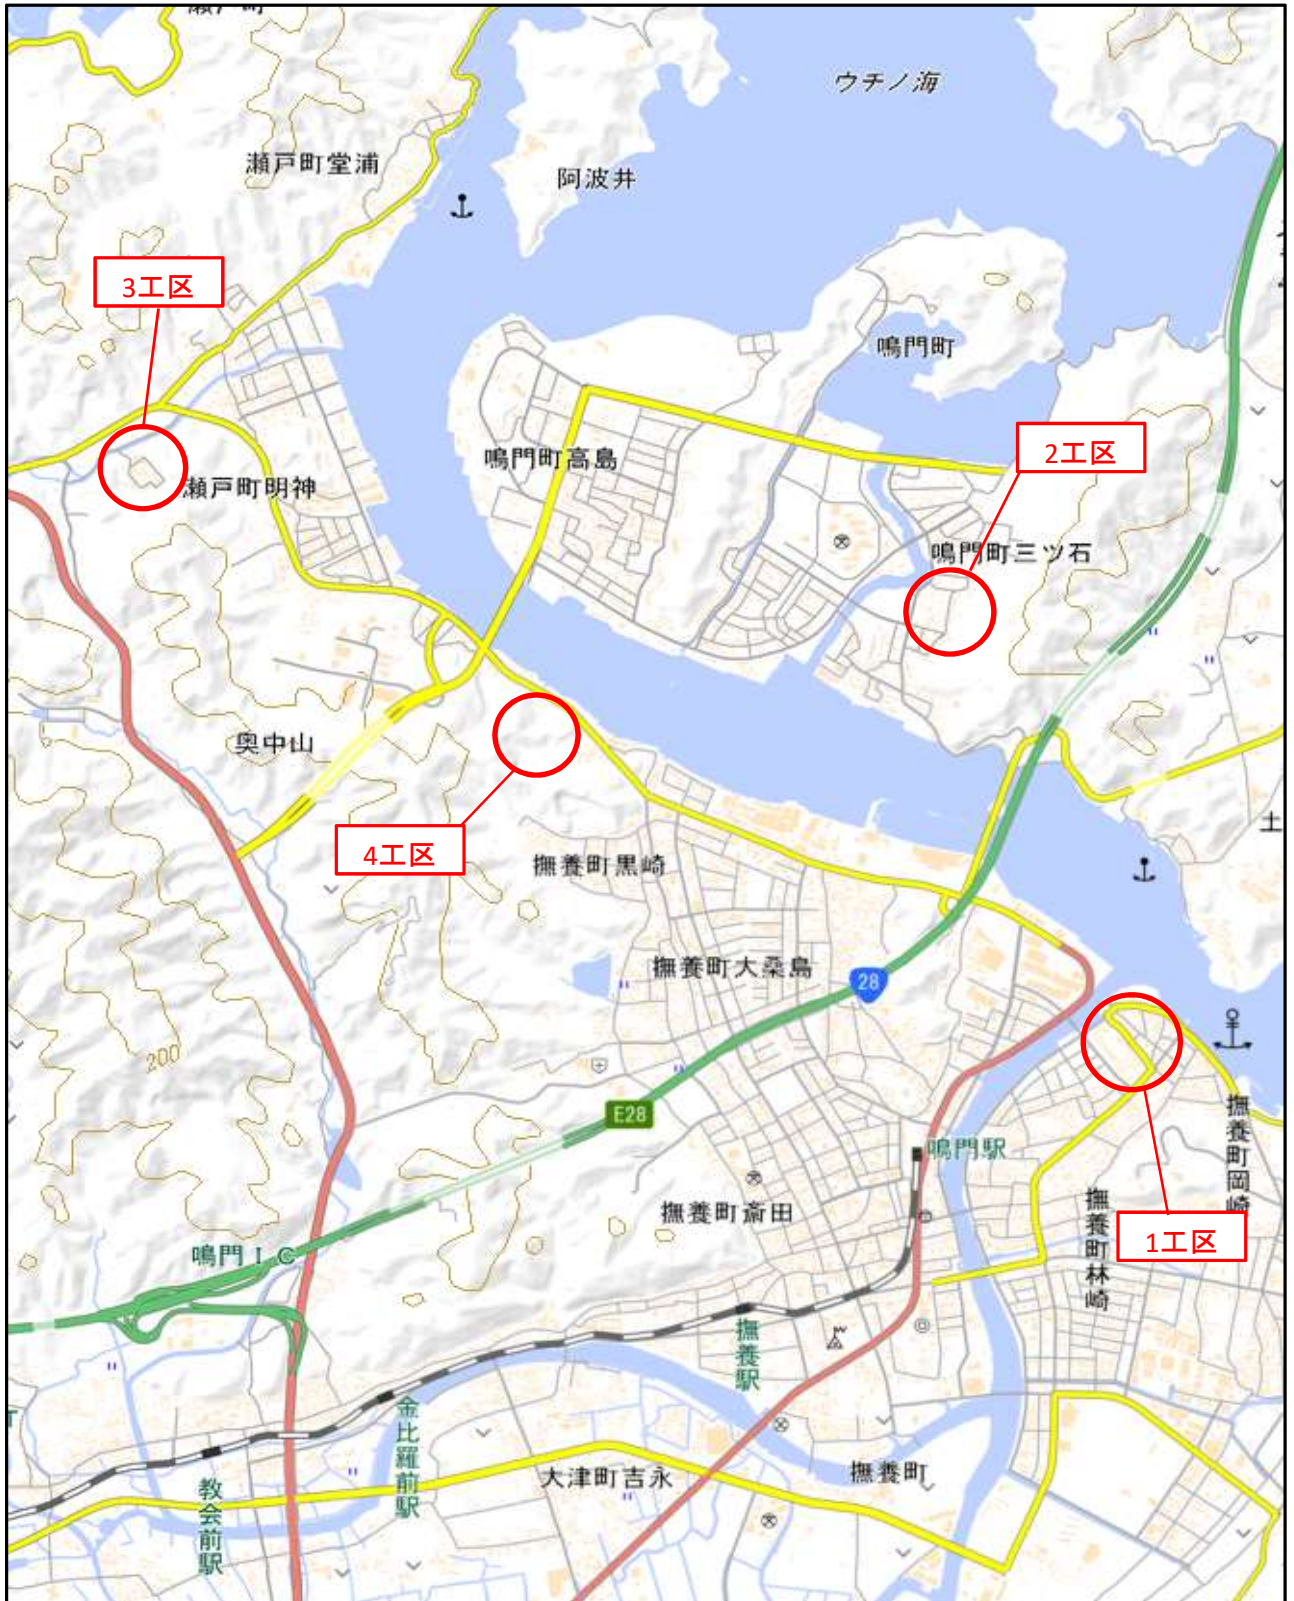 瀬戸町
ウチノ海
瀬戸町堂浦
阿波井
3工区
鳴門町
2工区
鳴門町高島
瀬戸町明神
鳴門町三ツ石
奥中山
土
4工区
撫養町黒崎
撫養町大桑島
28
200
E28
撫養町岡崎
鳴門駅
撫養町斎田
撫養町林崎
1工区
鳴門IC
撫養駅
金比羅前駅
大津町吉永
撫養町
教会前駅